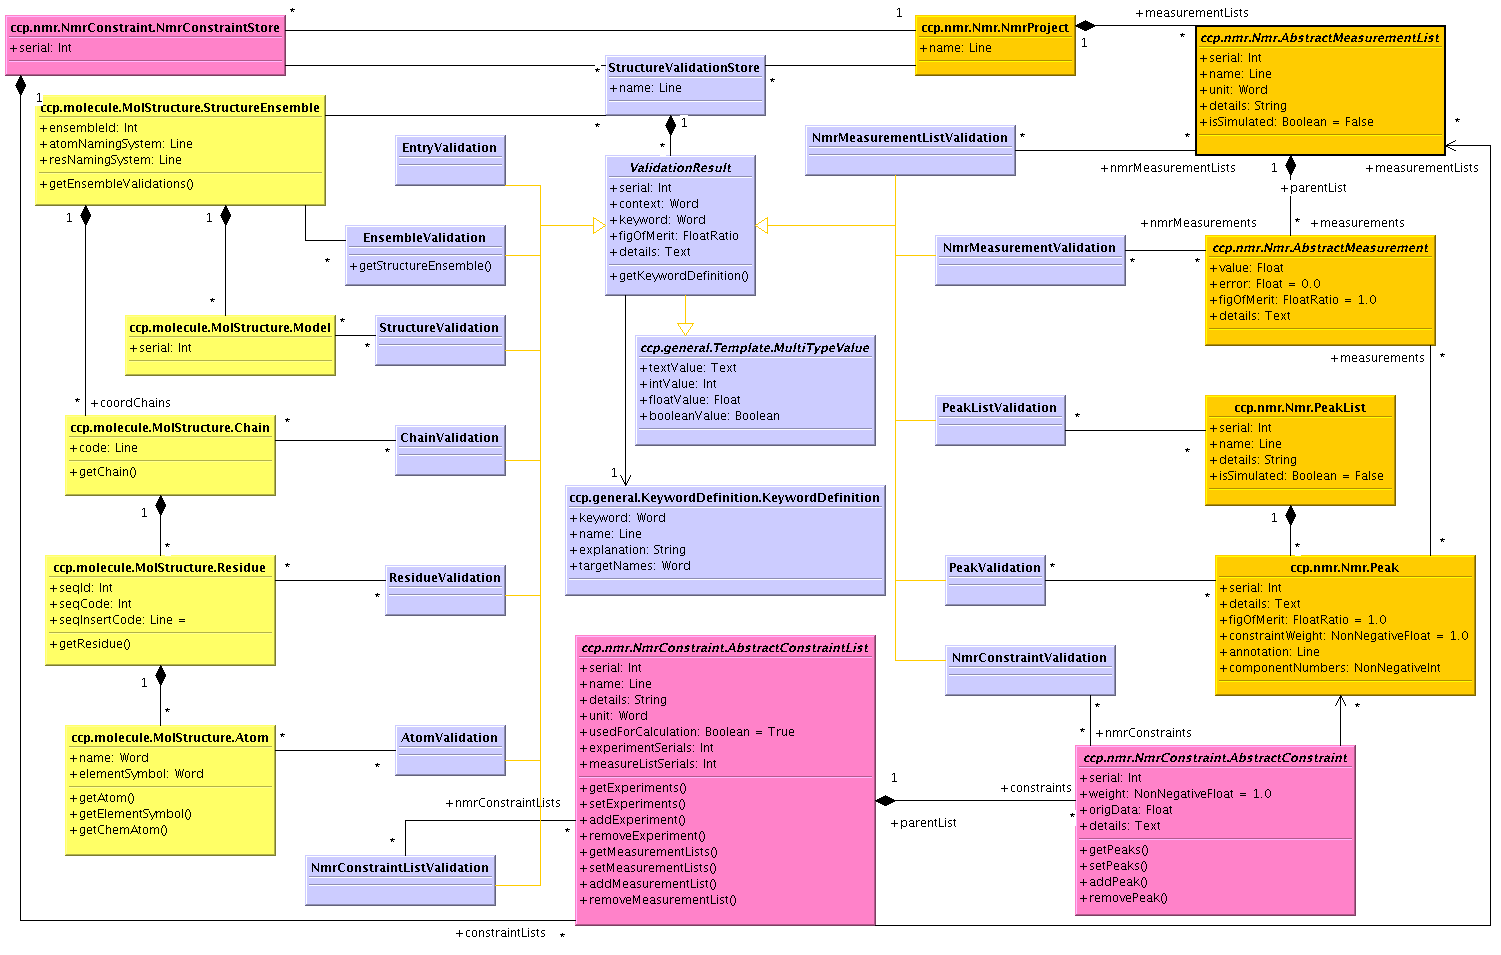 ccp.nmr.NmrConstraint.NmrConstraintStore
+serial: Int
*
1
ccp.nmr.Nmr.NmrProject
+name: Line
+measurementLists
1
*
ccp.nmr.Nmr.AbstractMeasurementList
+serial: Int
+name: Line
+unit: Word
+details: String
+isSimulated: Boolean = False
*
+measurementLists
StructureValidationStore
+name: Line
*
*
*
1
*
1
ccp.molecule.MolStructure.StructureEnsemble
+ensembleId: Int
+atomNamingSystem: Line
+resNamingSystem: Line
+getEnsembleValidations()
1
1
EntryValidation
ValidationResult
+serial: Int
+context: Word
+keyword: Word
+figOfMerit: FloatRatio
+details: Text
+getKeywordDefinition()
NmrMeasurementListValidation
*
*
+nmrMeasurementLists
1
+parentList
*
+measurements
EnsembleValidation
+getStructureEnsemble()
*
NmrMeasurementValidation
+nmrMeasurements
*
*
ccp.nmr.Nmr.AbstractMeasurement
+value: Float
+error: Float = 0.0
+figOfMerit: FloatRatio = 1.0
+details: Text
+measurements
*
*
*
ccp.molecule.MolStructure.Model
+serial: Int
*
*
StructureValidation
ccp.general.Template.MultiTypeValue
+textValue: Text
+intValue: Int
+floatValue: Float
+booleanValue: Boolean
*
+coordChains
ccp.molecule.MolStructure.Chain
+code: Line
+getChain()
*
*
ChainValidation
1
*
PeakListValidation
*
*
ccp.nmr.Nmr.PeakList
+serial: Int
+name: Line
+details: String
+isSimulated: Boolean = False
1
*
1
ccp.general.KeywordDefinition.KeywordDefinition
+keyword: Word
+name: Line
+explanation: String
+targetNames: Word
ccp.molecule.MolStructure.Residue
+seqId: Int
+seqCode: Int
+seqInsertCode: Line =
+getResidue()
*
*
ResidueValidation
1
*
PeakValidation
*
*
ccp.nmr.Nmr.Peak
+serial: Int
+details: Text
+figOfMerit: FloatRatio = 1.0
+constraintWeight: NonNegativeFloat = 1.0
+annotation: Line
+componentNumbers: NonNegativeInt
*
ccp.nmr.NmrConstraint.AbstractConstraintList
+serial: Int
+name: Line
+details: String
+unit: Word
+usedForCalculation: Boolean = True
+experimentSerials: Int
+measureListSerials: Int
+getExperiments()
+setExperiments()
+addExperiment()
+removeExperiment()
+getMeasurementLists()
+setMeasurementLists()
+addMeasurementList()
+removeMeasurementList()
NmrConstraintValidation
*
*
+nmrConstraints
ccp.molecule.MolStructure.Atom
+name: Word
+elementSymbol: Word
+getAtom()
+getElementSymbol()
+getChemAtom()
*
*
AtomValidation
ccp.nmr.NmrConstraint.AbstractConstraint
+serial: Int
+weight: NonNegativeFloat = 1.0
+origData: Float
+details: Text
+getPeaks()
+setPeaks()
+addPeak()
+removePeak()
1
+constraints
*
+parentList
+nmrConstraintLists
*
*
NmrConstraintListValidation
+constraintLists
*